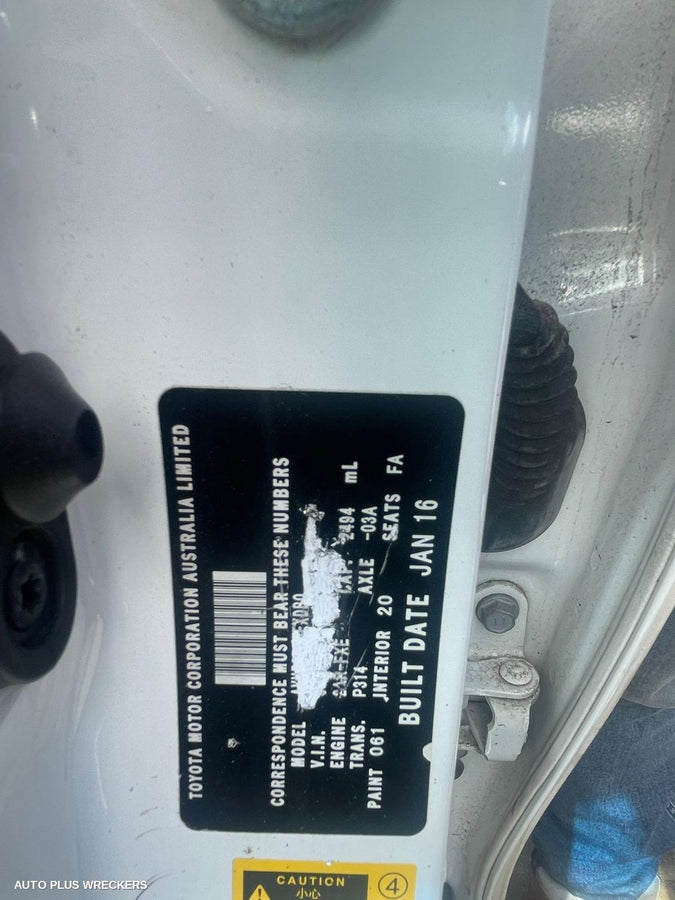 TOYOTA MOTOR CORPORATION AUSTRALIA LIMITED
CORRESPONDENCE MUST BEAR THESE NUMBERS
MODEL
V.I.N.
ENGINE 2494 mL
TRANS. P314 AXLE -03A
PAINT 061 INTERIOR 20 SEATS FA
BUILT DATE JAN 16
CAUTION
小心
4
AUTO PLUS WRECKERS